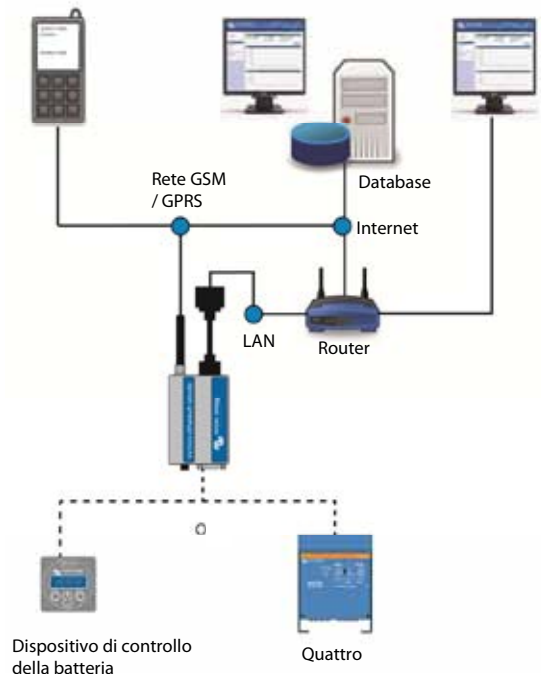 Rete GSM
/ GPRS
Database
Internet
LAN
Router
Dispositivo di controllo
della batteria
Quattro